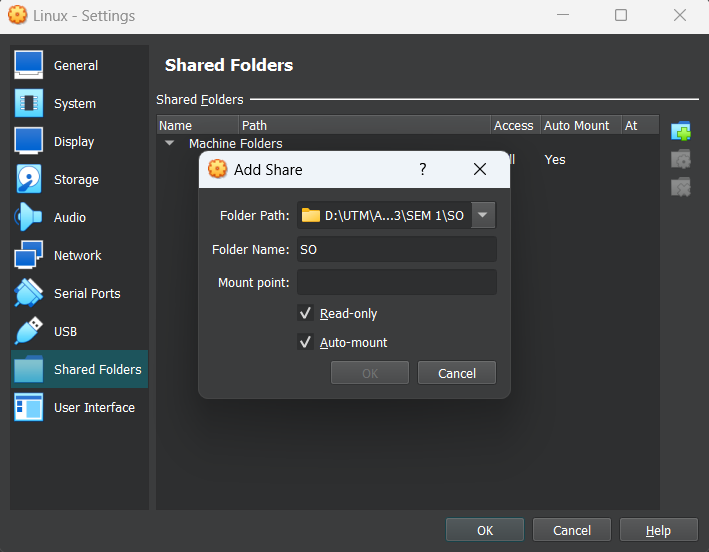 Linux - Settings
General
System
Display
Storage
Audio
Network
Serial Ports
USB
Shared Folders
User Interface
Shared Folders
Shared Folders
Name Path Access Auto Mount At
Machine Folders
Yes
Add Share ?
Folder Path: D:\UTM\A...3\SEM 1\SO
Folder Name: SO
Mount point:
Read-only
Auto-mount
OK Cancel
OK Cancel Help